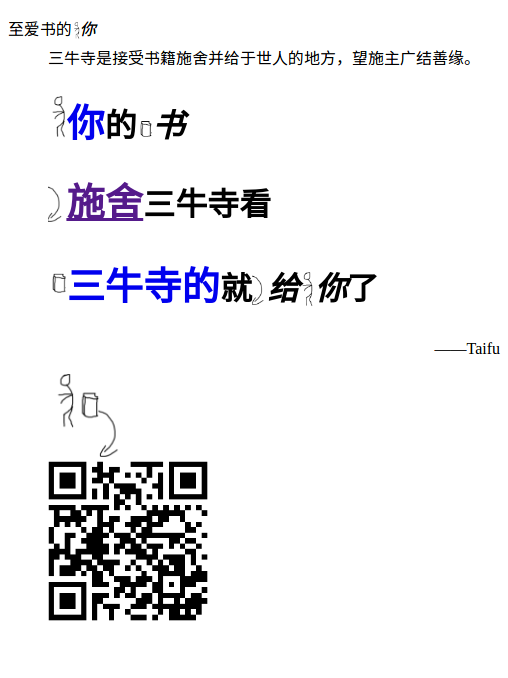 至爱书的你
三牛寺是接受书籍施舍并给于世人的地方，望施主广结善缘。
你的书
施舍三牛寺看
三牛寺的就给你了
——Taifu